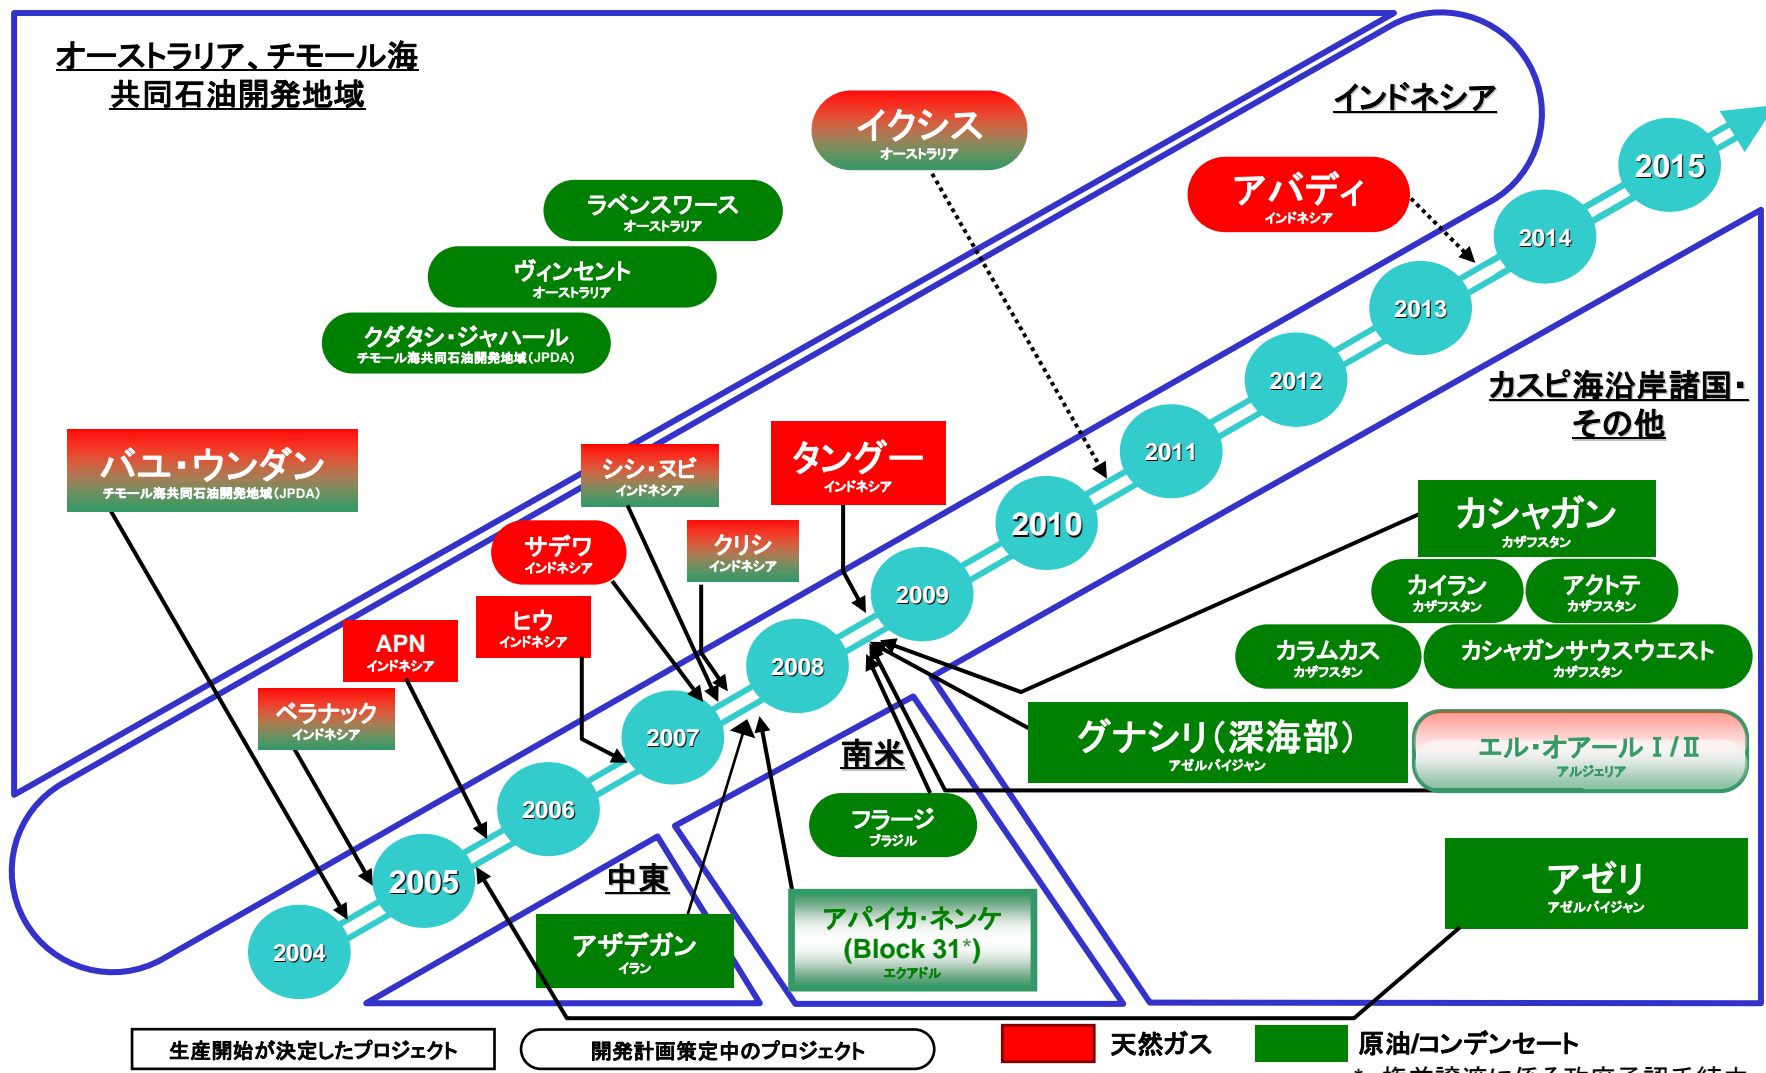 オーストラリア、チモール海
共同石油開発地域
インドネシア
イクシス
オーストラリア
アバディ
インドネシア
ラベンスワース
オーストラリア
ヴィンセント
オーストラリア
クダタシ・ジャハール
チモール海共同石油開発地域(JPDA)
2015
2014
2013
2012
2011
2010
2009
2008
2007
2006
2005
2004
カスピ海沿岸諸国・
その他
バユ・ウンダン
チモール海共同石油開発地域(JPDA)
シシ・ヌビ
インドネシア
タングー
インドネシア
サデワ
インドネシア
クリシ
インドネシア
ヒウ
インドネシア
APN
インドネシア
ベラナック
インドネシア
カシャガン
カザフスタン
カイラン
カザフスタン
アクトテ
カザフスタン
カラムカス
カザフスタン
カシャガンサウスウエスト
カザフスタン
グナシリ(深海部)
アゼルバイジャン
エル・オアールⅠ/Ⅱ
アルジェリア
南米
フラージ
ブラジル
中東
アザデガン
イラン
アパイカ・ネンケ
(Block 31*)
エクアドル
アゼリ
アゼルバイジャン
生産開始が決定したプロジェクト
開発計画策定中のプロジェクト
天然ガス
原油/コンデンセート